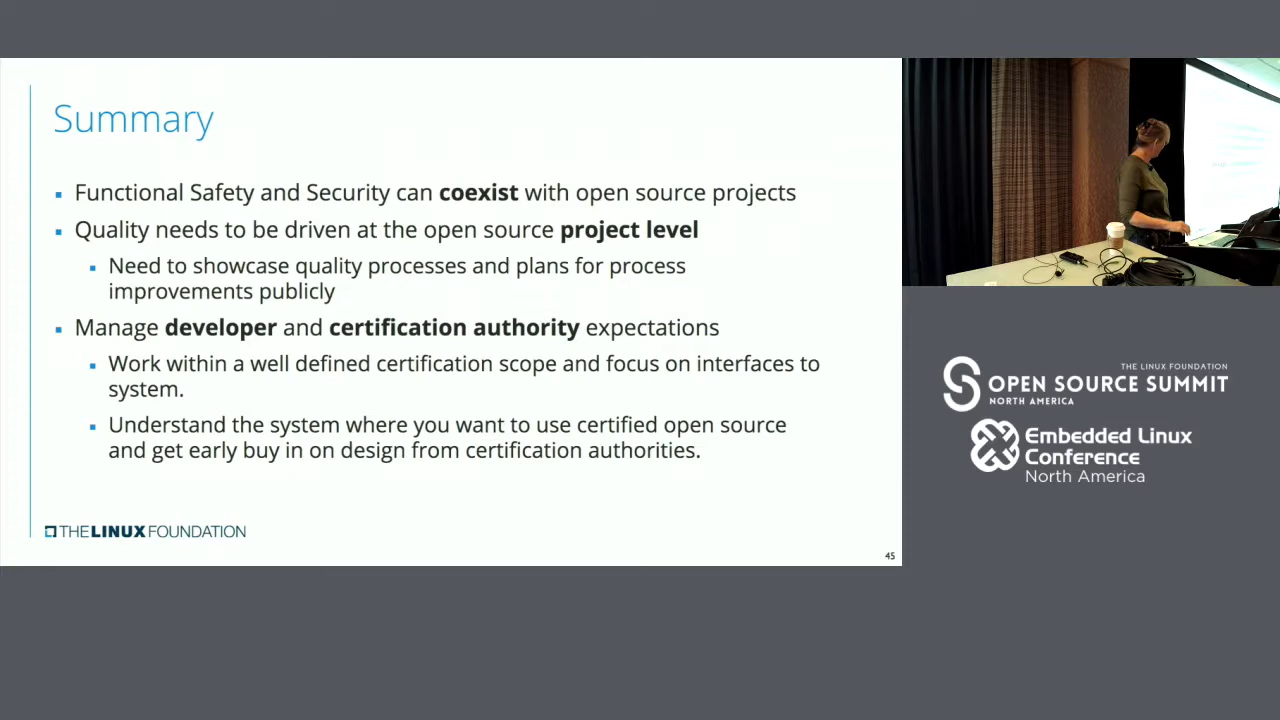 Summary
Functional Safety and Security can coexist with open source projects
Quality needs to be driven at the open source project level
Need to showcase quality processes and plans for process
improvements publicly
Manage developer and certification authority expectations
Work within a well defined certification scope and focus on interfaces to
system.
Understand the system where you want to use certified open source
and get early buy in on design from certification authorities.
THE LINUX FOUNDATION
45
THE LINUX FOUNDATION
OPEN SOURCE SUMMIT
NORTH AMERICA
Embedded Linux
Conference
North America